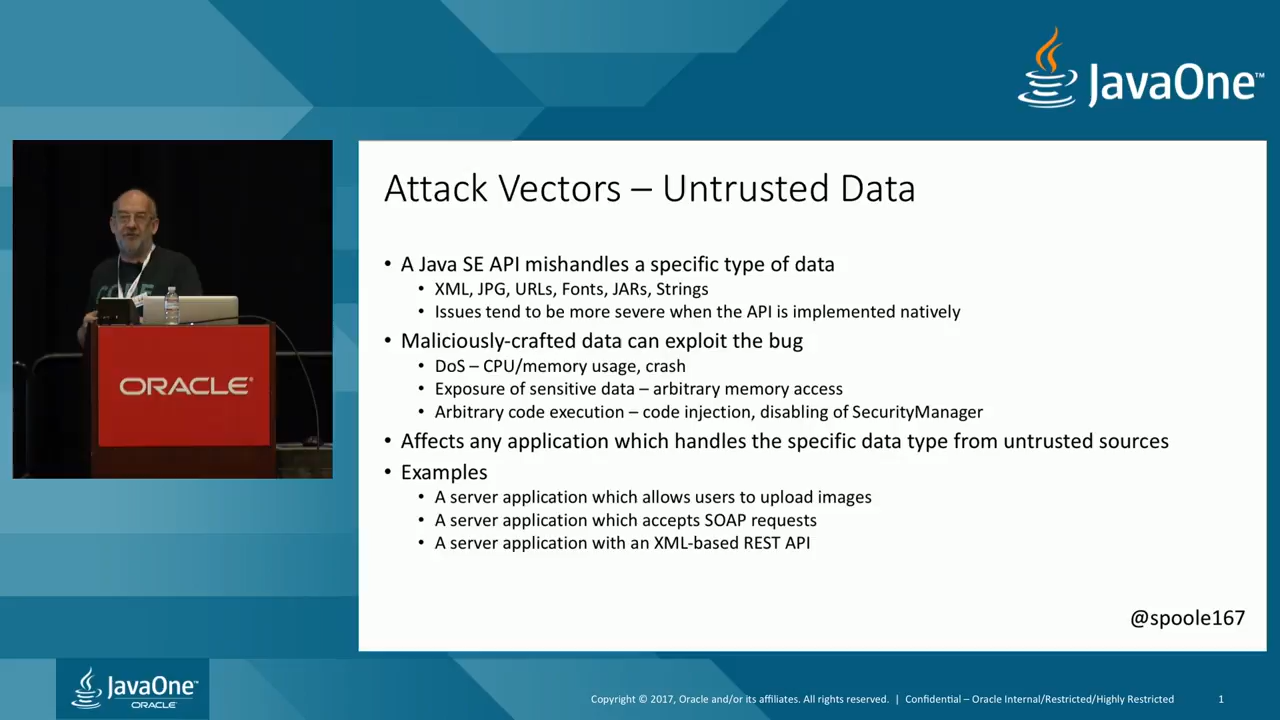 JavaOne™
Attack Vectors – Untrusted Data
• A Java SE API mishandles a specific type of data
• XML, JPG, URLs, Fonts, JARs, Strings
• Issues tend to be more severe when the API is implemented natively
• Maliciously-crafted data can exploit the bug
• DoS – CPU/memory usage, crash
• Exposure of sensitive data – arbitrary memory access
• Arbitrary code execution – code injection, disabling of SecurityManager
• Affects any application which handles the specific data type from untrusted sources
• Examples
• A server application which allows users to upload images
• A server application which accepts SOAP requests
• A server application with an XML-based REST API
@spoole167
ORACLE®
JavaOne™
ORACLE®
Copyright © 2017, Oracle and/or its affiliates. All rights reserved. | Confidential – Oracle Internal/Restricted/Highly Restricted 1